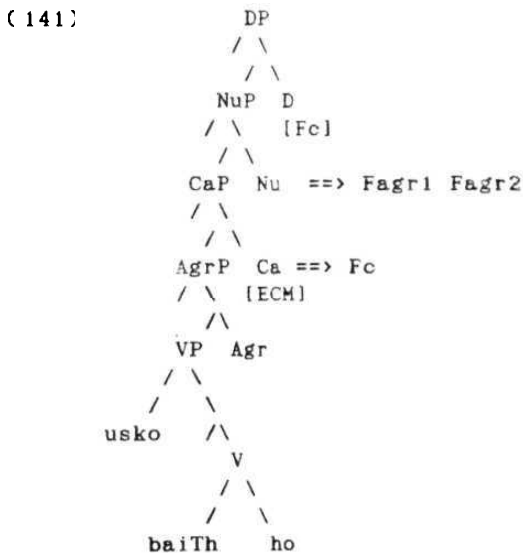 (141)
DP
/ \
/ \
NuP D
/ \ [Fc]
/ \
CaP Nu ==> Fagr1 Fagr2
/ \
/ \
AgrP Ca ==> Fc
/ \ [ECM]
/\
VP Agr
/ \
/ \
usko /\
V
/ \
/ \
baiTh ho